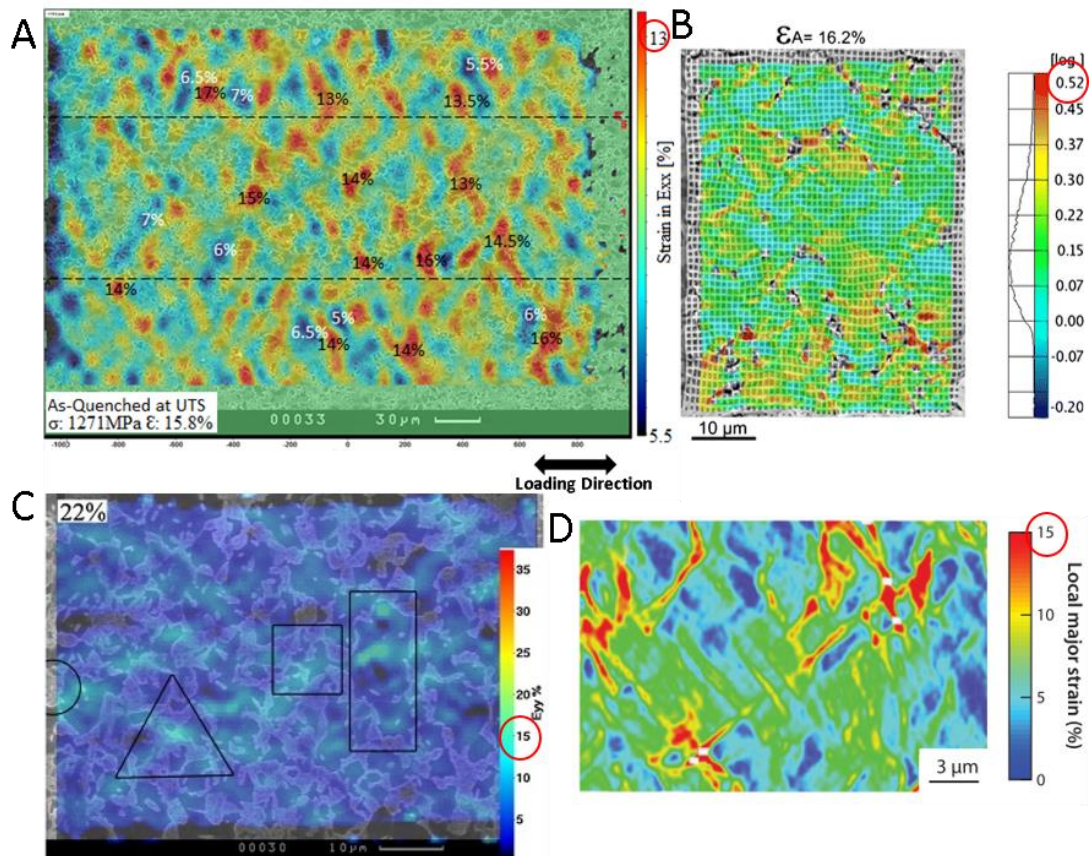 A
6.5%
17%
7%
13%
5.5%
13.5%
14%
15%
13%
7%
6%
14.5%
14%
16%
14%
6.5%
5%
14%
14%
6%
16%
As-Quenched at UTS
σ: 1271MPa Ɛ: 15.8%
00033 30µm
-1000 -800 -600 -400 -200 0 200 400 600 800
13
Strain in Exx [%]
5.5
Loading Direction
B
ƐA= 16.2%
[log.]
0.52
0.45
0.37
0.30
0.22
0.15
0.07
0.00
-0.07
-0.20
10 µm
C
22%
00030 10µm
35
30
25
20
15
10
5
Eyy %
D
15
10
5
0
Local major strain (%)
3 µm